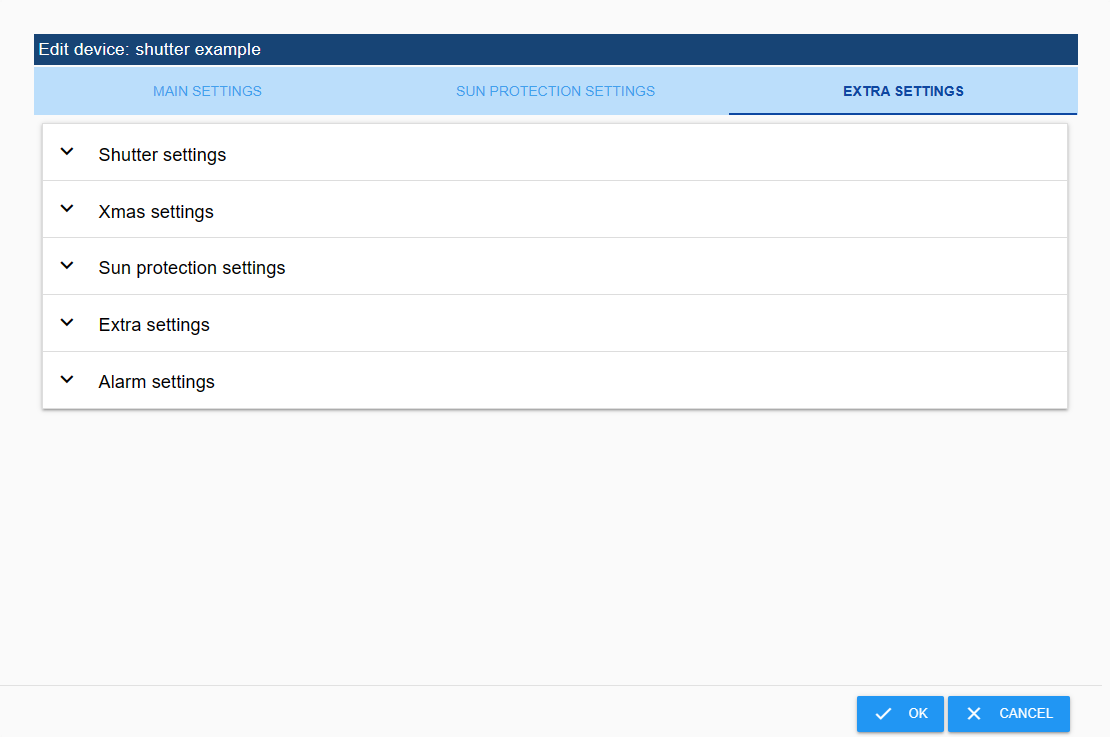 Edit device: shutter example
MAIN SETTINGS SUN PROTECTION SETTINGS EXTRA SETTINGS
Shutter settings
Xmas settings
Sun protection settings
Extra settings
Alarm settings
OK CANCEL